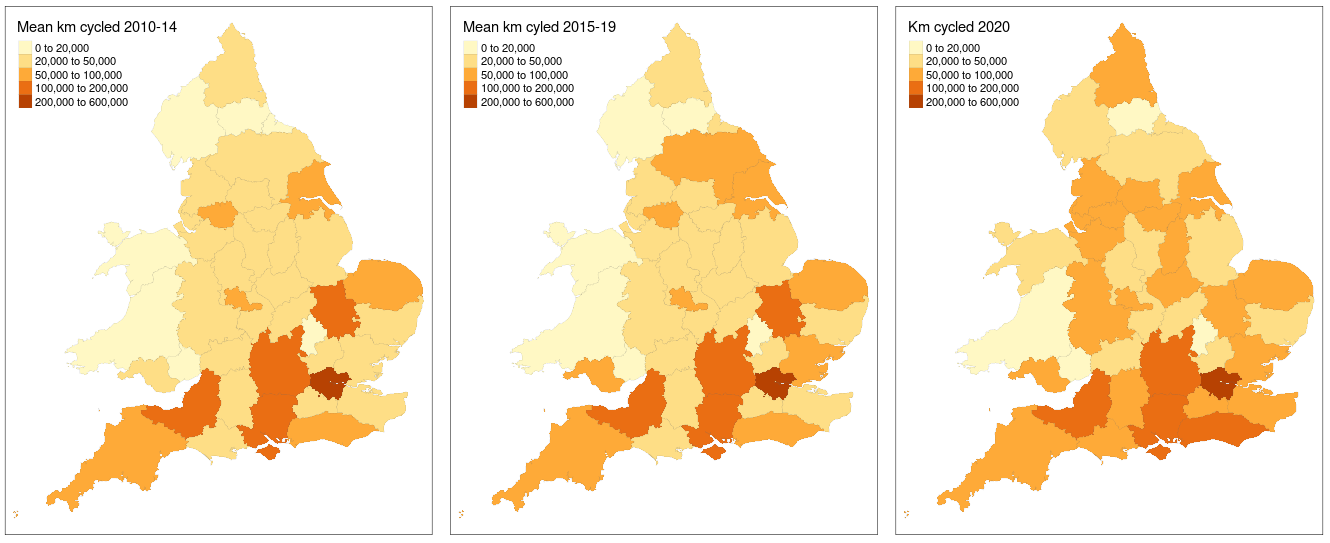 Mean km cycled 2010-14
0 to 20,000
20,000 to 50,000
50,000 to 100,000
100,000 to 200,000
200,000 to 600,000
Mean km cyled 2015-19
0 to 20,000
20,000 to 50,000
50,000 to 100,000
100,000 to 200,000
200,000 to 600,000
Km cycled 2020
0 to 20,000
20,000 to 50,000
50,000 to 100,000
100,000 to 200,000
200,000 to 600,000